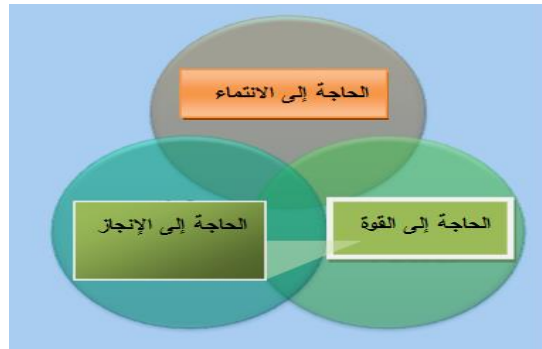 الحاجة إلى الانتماء
الحاجة إلى القوة
الحاجة إلى الإنجاز